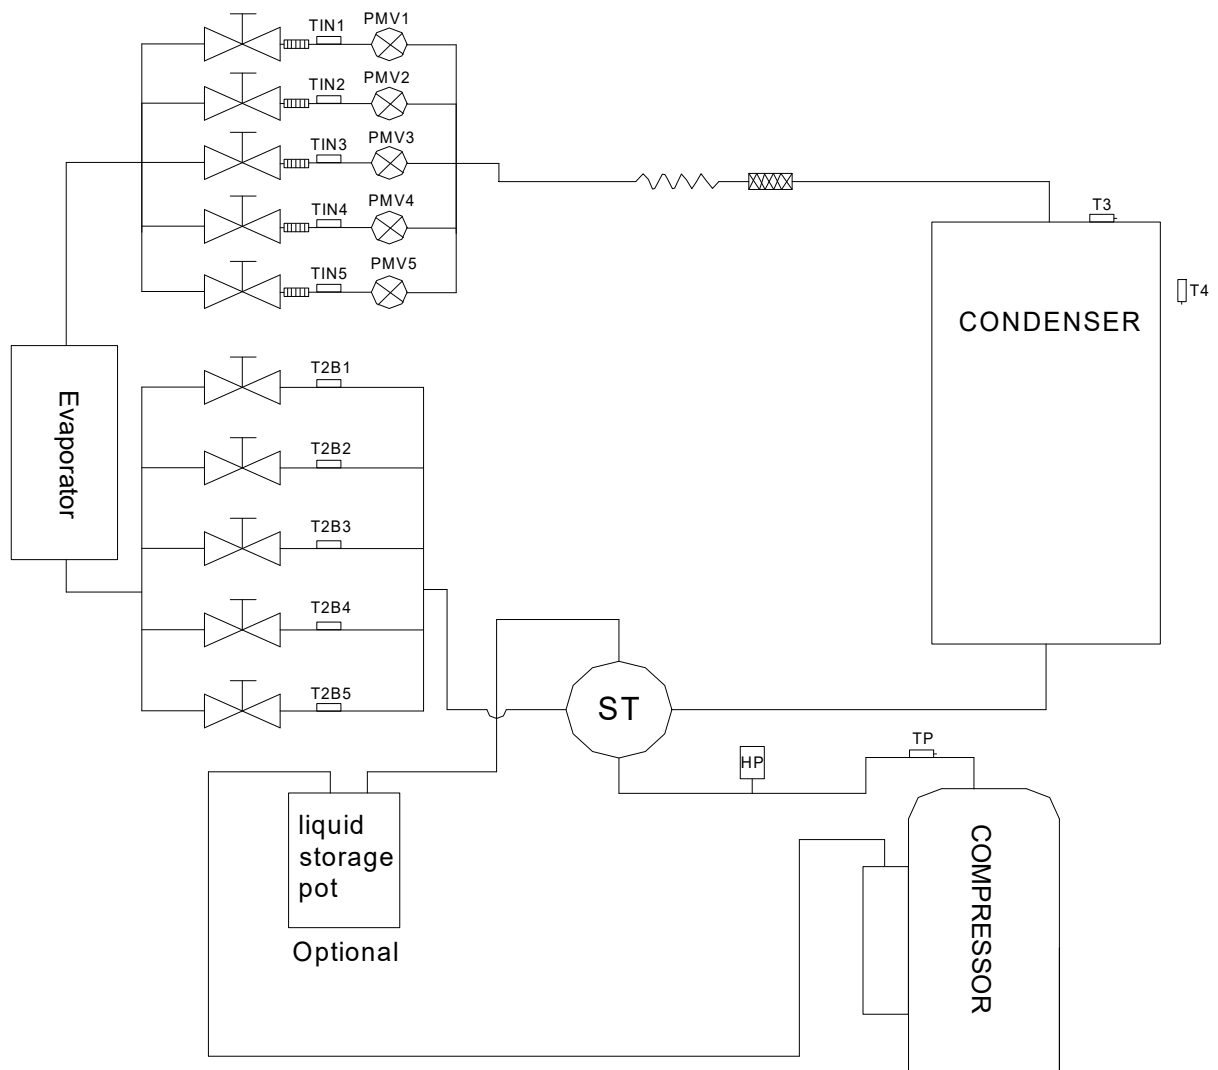 TIN1 PMV1
TIN2 PMV2
TIN3 PMV3
TIN4 PMV4
TIN5 PMV5
T3
T4
CONDENSER
Evaporator
T2B1
T2B2
T2B3
T2B4
T2B5
ST
HP
TP
liquid
storage
pot
Optional
COMPRESSOR